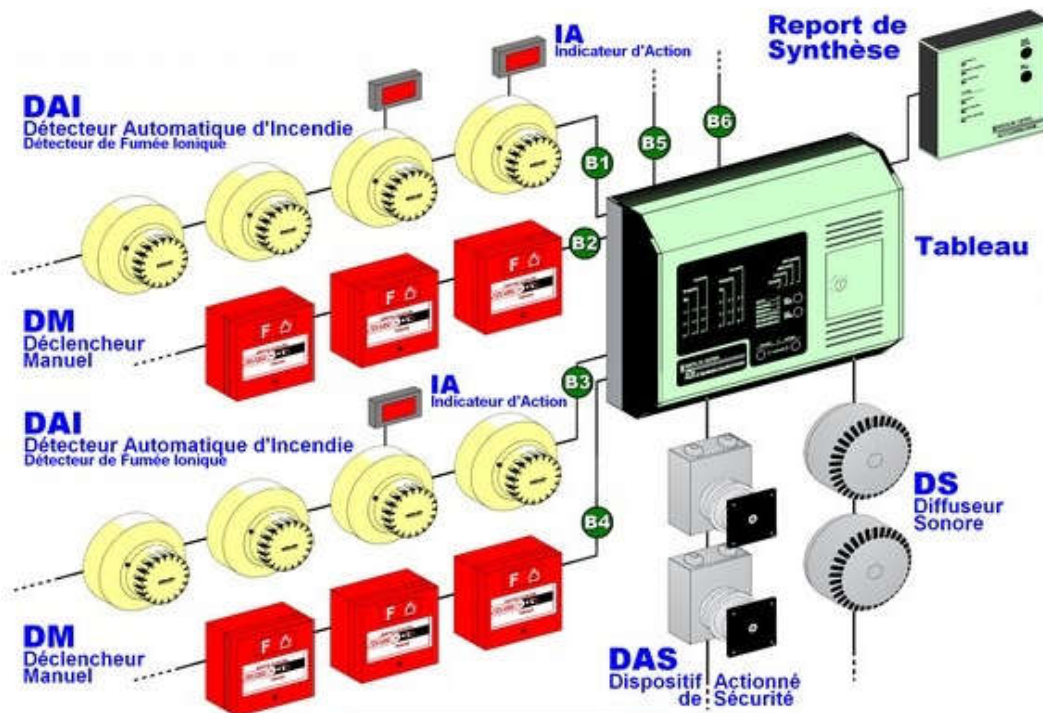 Report de
Synthèse
IA
Indicateur d'Action
DAI
Détecteur Automatique d'Incendie
Détecteur de Fumée Ionique
B1
B5
B6
B2
Tableau
DM
Déclencheur
Manuel
F
F
F
IA
Indicateur d'Action
B3
DAI
Détecteur Automatique d'Incendie
Détecteur de Fumée Ionique
B4
DS
Diffuseur
Sonore
DM
Déclencheur
Manuel
F
F
F
DAS
Dispositif Actionné
de Sécurité